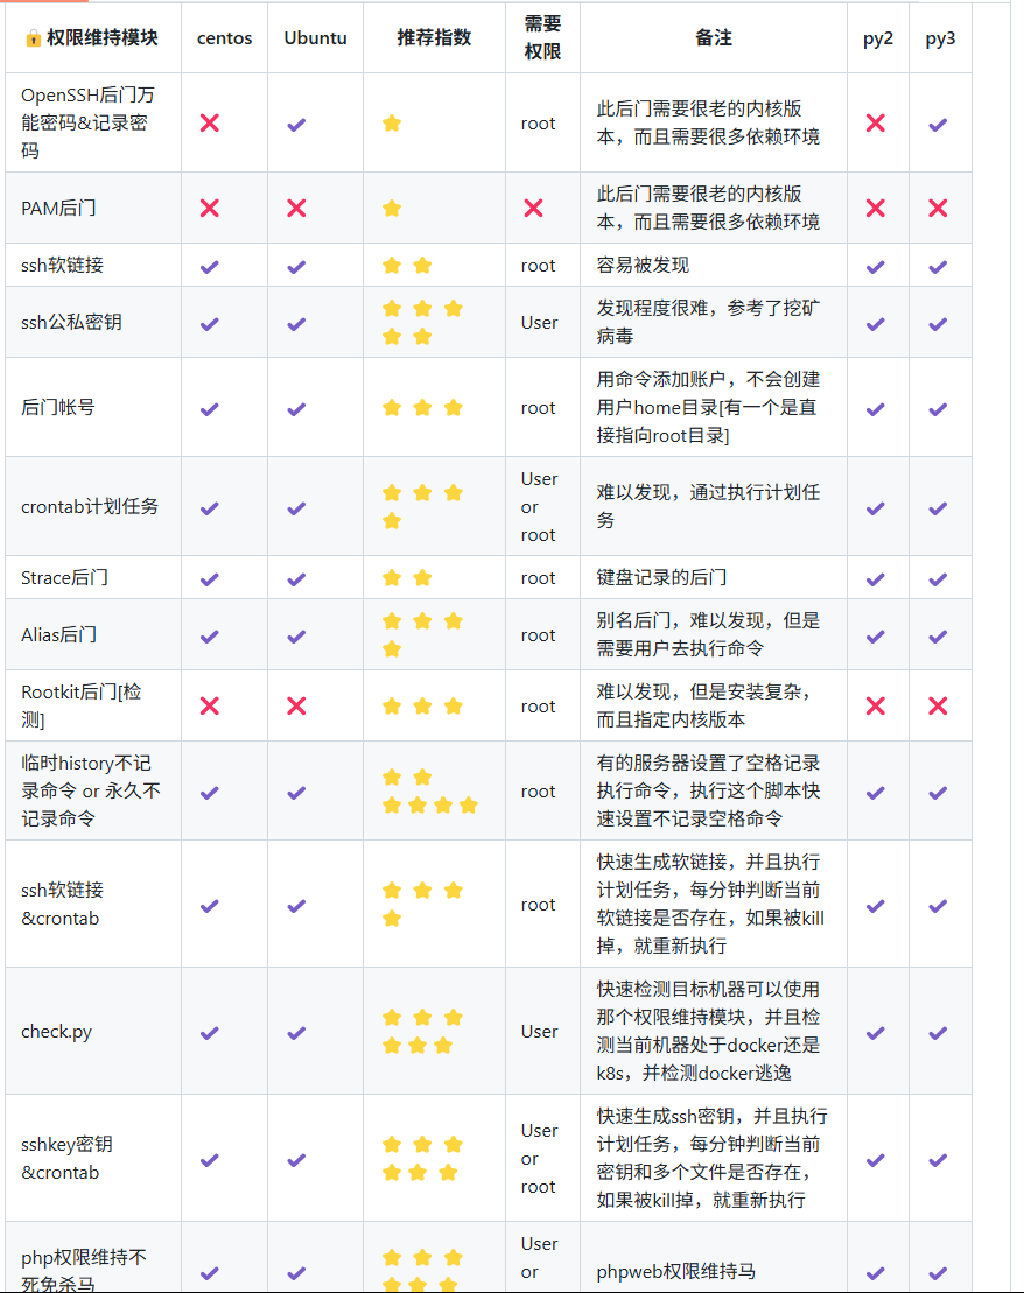 权限维持模块 centos Ubuntu 推荐指数 需要 备注 py2 py3
权限
OpenSSH后门万
能密码&记录密
码
root
此后门需要很老的内核版
本，而且需要很多依赖环境
PAM后门
此后门需要很老的内核版
本，而且需要很多依赖环境
ssh软链接
root
容易被发现
ssh公私密钥
User
发现程度很难，参考了挖矿
病毒
后门帐号
root
用命令添加账户，不会创建
用户home目录[有一个是直
接指向root目录]
crontab计划任务
User
or
root
难以发现，通过执行计划任
务
Strace后门
root
键盘记录的后门
Alias后门
root
别名后门，难以发现，但是
需要用户去执行命令
Rootkit后门[检
测]
root
难以发现，但是安装复杂，
而且指定内核版本
临时history不记
录命令 or 永久不
记录命令
root
有的服务器设置了空格记录
执行命令，执行这个脚本快
速设置不记录空格命令
ssh软链接
&crontab
root
快速生成软链接，并且执行
计划任务，每分钟判断当前
软链接是否存在，如果被kill
掉，就重新执行
check.py
User
快速检测目标机器可以使用
那个权限维持模块，并且检
测当前机器处于docker还是
k8s，并检测docker逃逸
sshkey密钥
&crontab
User
or
root
快速生成ssh密钥，并且执行
计划任务，每分钟判断当前
密钥和多个文件是否存在，
如果被kill掉，就重新执行
php权限维持不
死免杀马
User
or
phpweb权限维持马